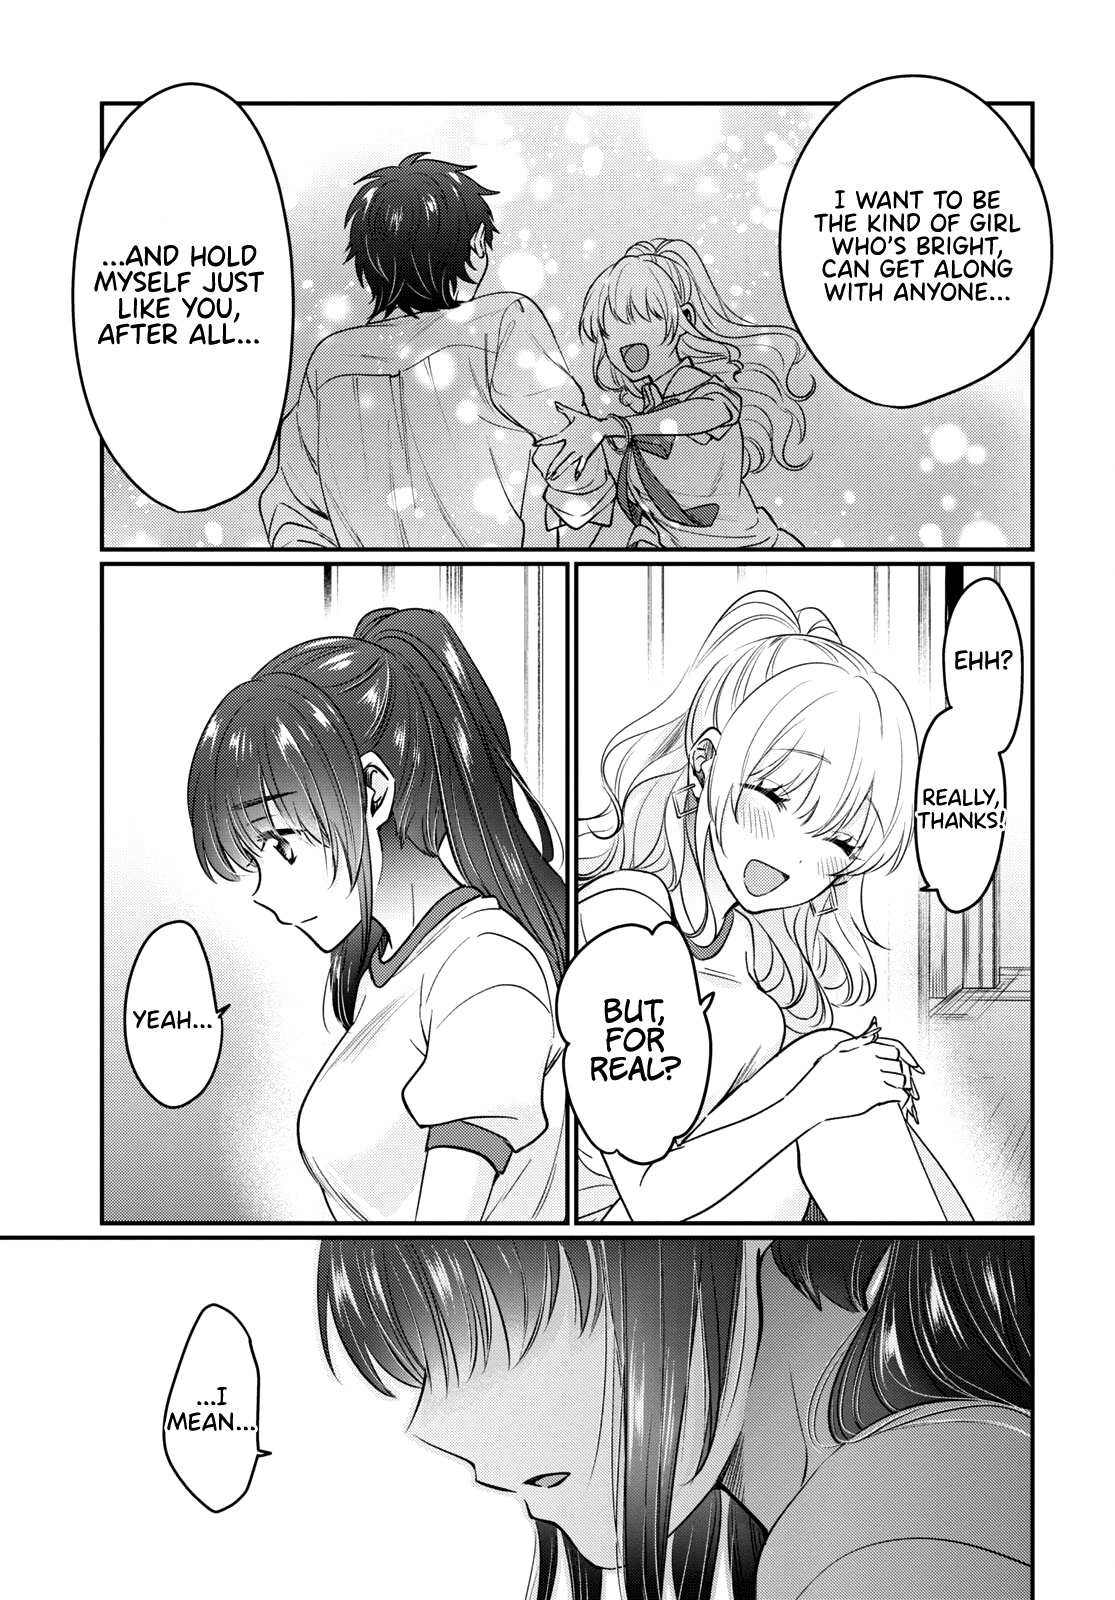 I WANT TO BE
THE KIND OF GIRL
WHO'S BRIGHT,
CAN GET ALONG
WITH ANYONE...
...AND HOLD
MYSELF JUST
LIKE YOU,
AFTER ALL...
EHH?
REALLY,
THANKS!
BUT,
FOR
REAL?
YEAH...
...I
MEAN...